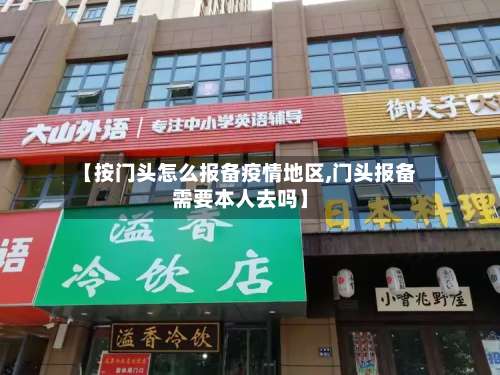 大山外语 专注中小学英语辅导
御夫子
【按门头怎么报备疫情地区,门头报备
需要本人去吗】
日本料理
溢香
冷饮店
语
小曾兆野屋
溢香冷饮